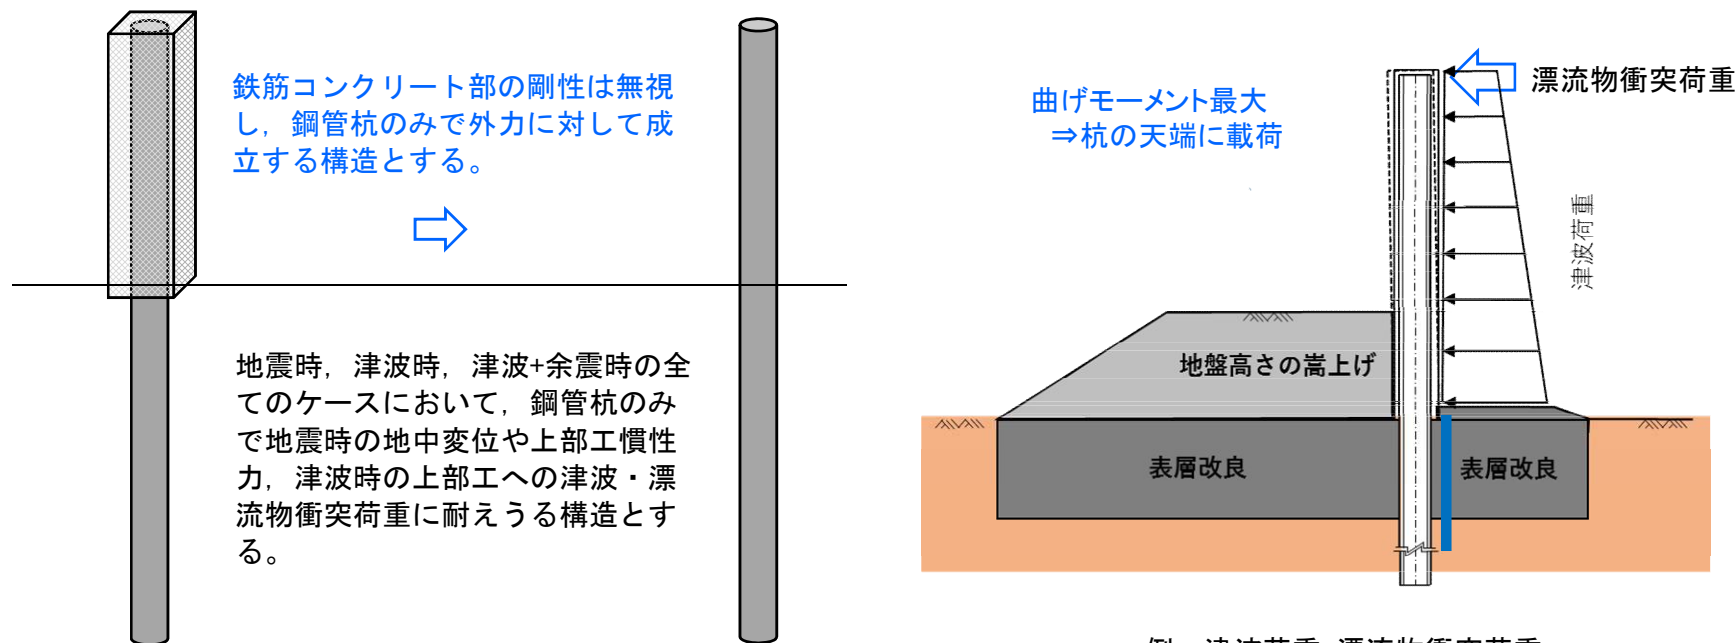 鉄筋コンクリート部の剛性は無視
し，鋼管杭のみで外力に対して成
立する構造とする。
地震時，津波時，津波+余震時の全
てのケースにおいて，鋼管杭のみ
で地震時の地中変位や上部工慣性
力，津波時の上部工への津波・漂
流物衝突荷重に耐えうる構造とす
る。
曲げモーメント最大
⇒杭の天端に載荷
漂流物衝突荷重
津波荷重
地盤高さの嵩上げ
表層改良
表層改良